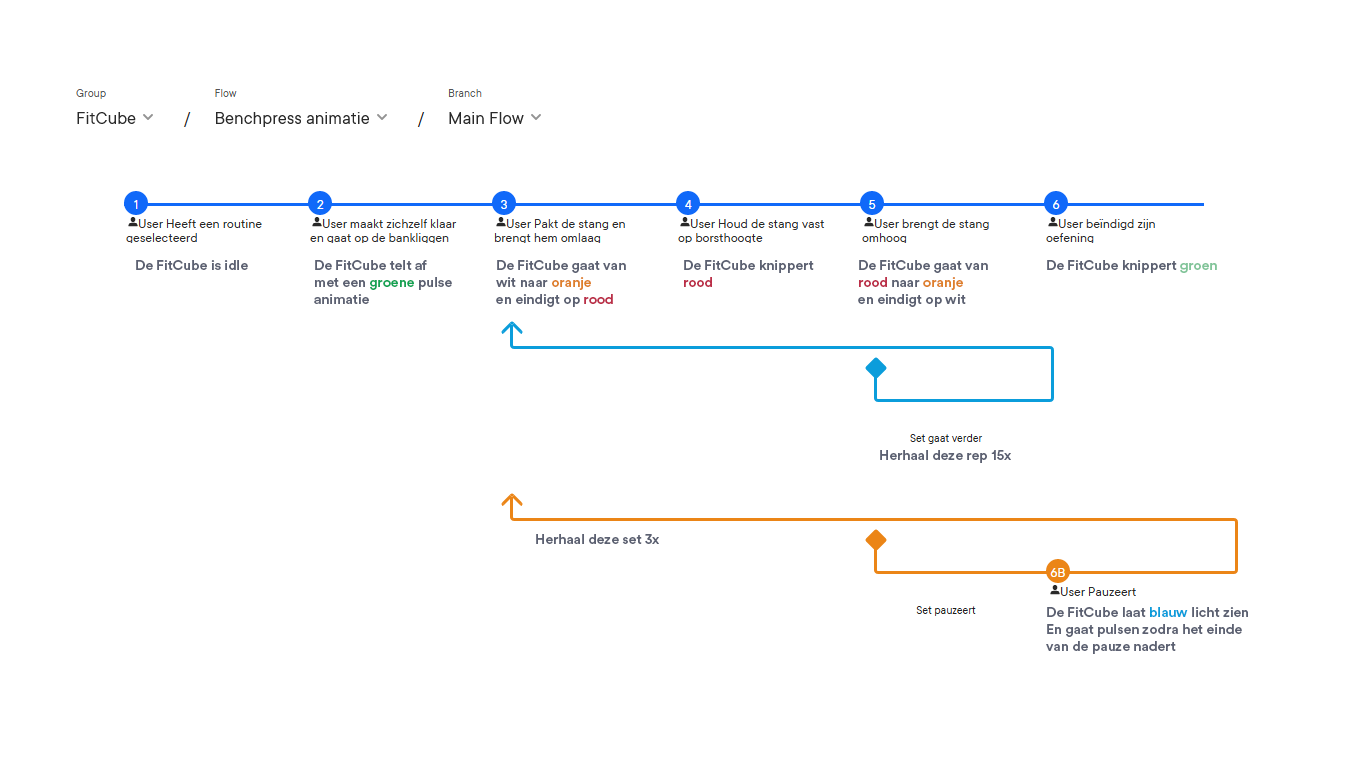 Group Flow Branch
FitCube / Benchpress animatie / Main Flow
1 2 3 4 5 6
User Heeft een routine
geselecteerd
De FitCube is idle
User maakt zichzelf klaar
en gaat op de bankliggen
De FitCube telt af
met een groene pulse
animatie
User Pakt de stang en
brengt hem omlaag
De FitCube gaat van
wit naar oranje
en eindigt op rood
User Houd de stang vast
op borsthoogte
De FitCube knippert
rood
User brengt de stang
omhoog
De FitCube gaat van
rood naar oranje
en eindigt op wit
User beïndigd zijn
oefening
De FitCube knippert groen
Set gaat verder
Herhaal deze rep 15x
Herhaal deze set 3x
Set pauzeert
6B
User Pauzeert
De FitCube laat blauw licht zien
En gaat pulsen zodra het einde
van de pauze nadert